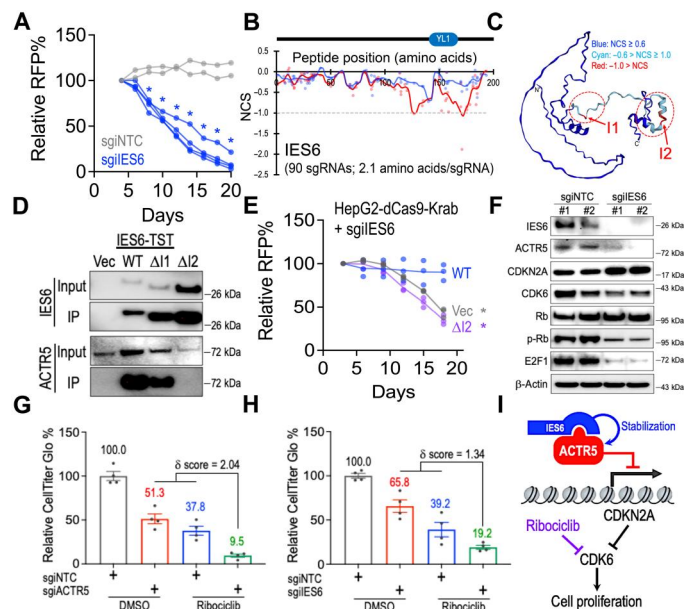 A
Relative RFP%
150
100
75
50
25
0
sgiNTC
sgiIES6
* * * * * * *
0 5 10 15 20
Days
B
YL1
Peptide position (amino acids)
0.5
0.0
-0.5
-1.0
-1.5
-2.0
-2.5
NCS
50 100 150 200
IES6
(90 sgRNAs; 2.1 amino acids/sgRNA)
C
Blue: NCS ≥ 0.6
Cyan: –0.6 > NCS ≥ 1.0
Red: –1.0 > NCS
N
I1
C
I2
D
IES6-TST
Vec WT ΔI1 ΔI2
IES6
Input
–26 kDa
IP
–26 kDa
ACTR5
Input
–72 kDa
IP
–72 kDa
E
HepG2-dCas9-Krab
+ sgiIES6
Relative RFP%
150
100
50
0
WT
Vec *
ΔI2 *
0 5 10 15 20
Days
F
sgiNTC sgiIES6
#1 #2 #1 #2
IES6 –26 kDa
ACTR5 –72 kDa
CDKN2A –17 kDa
CDK6 –43 kDa
Rb –95 kDa
p-Rb –95 kDa
E2F1 –72 kDa
β-Actin –43 kDa
G
Relative CellTiter Glo %
150
100
50
0
δ score = 2.04
100.0
51.3
37.8
9.5
sgiNTC + +
sgiACTR5 + +
DMSO Ribociclib
H
Relative CellTiter Glo %
150
100
50
0
δ score = 1.34
100.0
65.8
39.2
19.2
sgiNTC + +
sgiIES6 + +
DMSO Ribociclib
I
IES6
Stabilization
ACTR5
CDKN2A
Ribociclib
CDK6
Cell proliferation